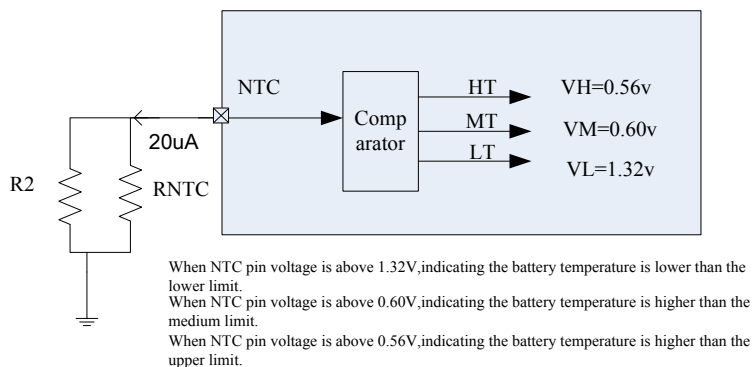 NTC
HT
VH=0.56v
Comp
arator
MT
VM=0.60v
20uA
LT
VL=1.32v
R2
RNTC
When NTC pin voltage is above 1.32V,indicating the battery temperature is lower than the
lower limit.
When NTC pin voltage is above 0.60V,indicating the battery temperature is higher than the
medium limit.
When NTC pin voltage is above 0.56V,indicating the battery temperature is higher than the
upper limit.